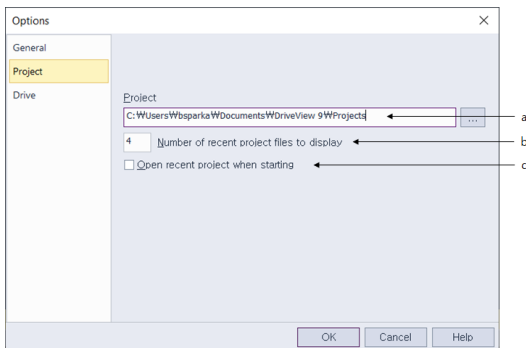 Options
General
Project
Drive
Project
C:₩Users₩bsparka₩Documents₩DriveView 9₩Projects
...
a
4 Number of recent project files to display
b
Open recent project when starting
c
OK Cancel Help